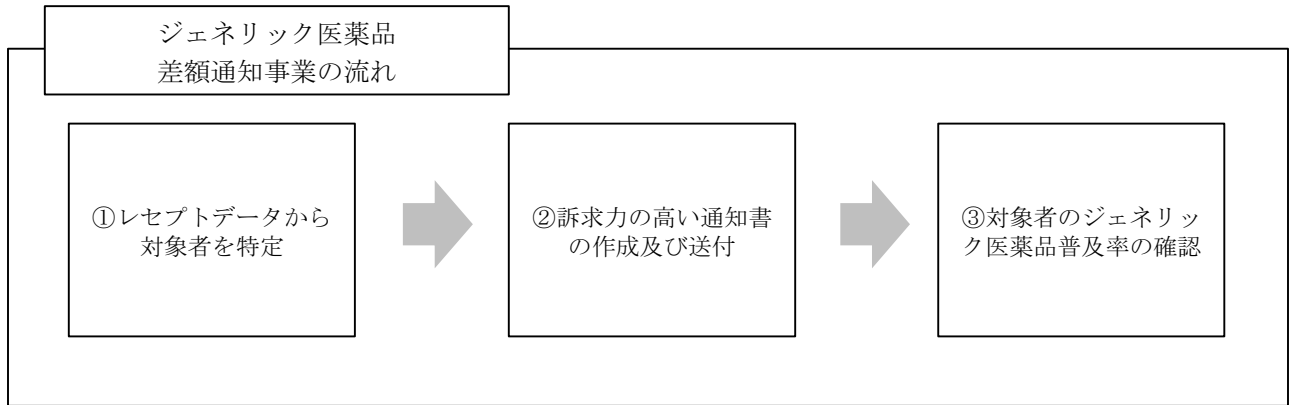 ジェネリック医薬品
差額通知事業の流れ
①レセプトデータから
対象者を特定
②訴求力の高い通知書
の作成及び送付
③対象者のジェネリッ
ク医薬品普及率の確認